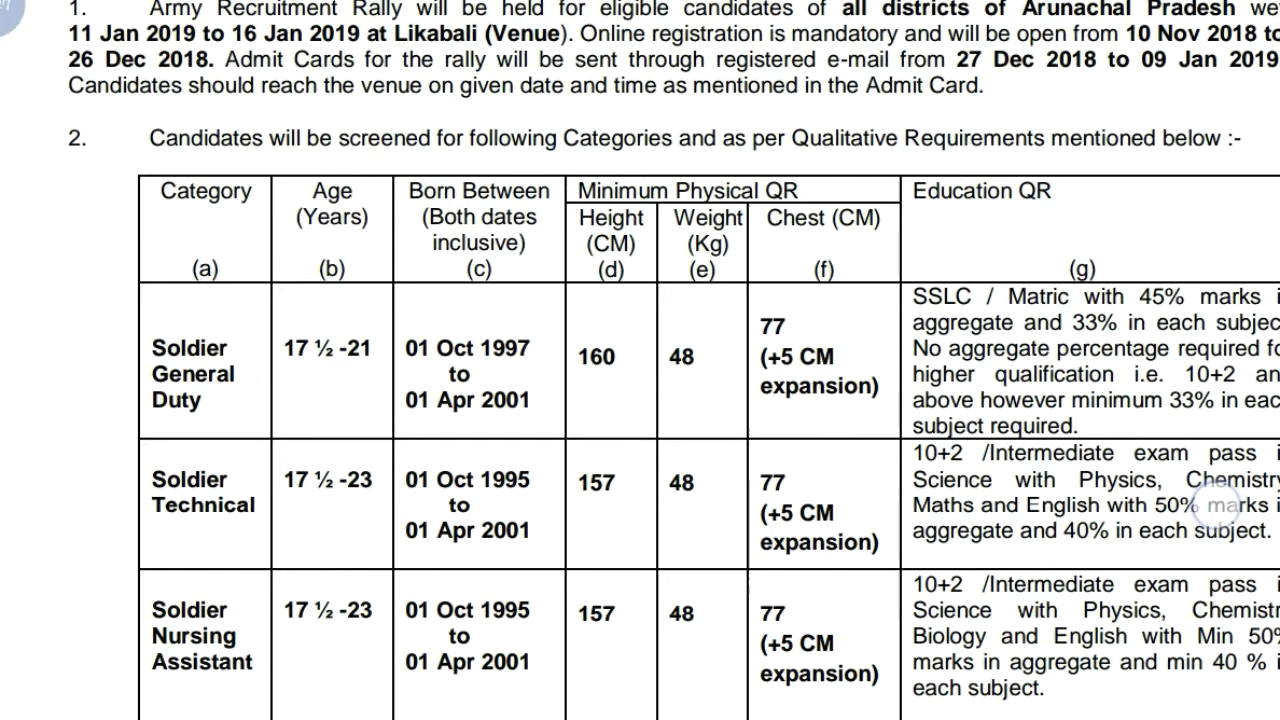 1. Army Recruitment Rally will be held for eligible candidates of all districts of Arunachal Pradesh
11 Jan 2019 to 16 Jan 2019 at Likabali (Venue). Online registration is mandatory and will be open from 10 Nov 2018 to
26 Dec 2018. Admit Cards for the rally will be sent through registered e-mail from 27 Dec 2018 to 09 Jan 2019
Candidates should reach the venue on given date and time as mentioned in the Admit Card.
2. Candidates will be screened for following Categories and as per Qualitative Requirements mentioned below :-
Category
(a)
Age
(Years)
(b)
Born Between
(Both dates
inclusive)
(c)
Minimum Physical QR
Height
(CM)
(d)
Weight
(Kg)
(e)
Chest (CM)
(f)
Education QR
(g)
Soldier
General
Duty
17 ½ -21
01 Oct 1997
to
01 Apr 2001
160
48
77
(+5 CM
expansion)
SSLC / Matric with 45% marks
aggregate and 33% in each
No aggregate percentage required
higher qualification i.e. 10+2
above however minimum 33% in
subject required.
Soldier
Technical
17 ½ -23
01 Oct 1995
to
01 Apr 2001
157
48
77
(+5 CM
expansion)
10+2 /Intermediate exam pass
Science with Physics, Chemistry
Maths and English with 50% marks
aggregate and 40% in each subject.
Soldier
Nursing
Assistant
17 ½ -23
01 Oct 1995
to
01 Apr 2001
157
48
77
(+5 CM
expansion)
10+2 /Intermediate exam pass
Science with Physics,
Biology and English with Min 50%
marks in aggregate and min 40 %
each subject.